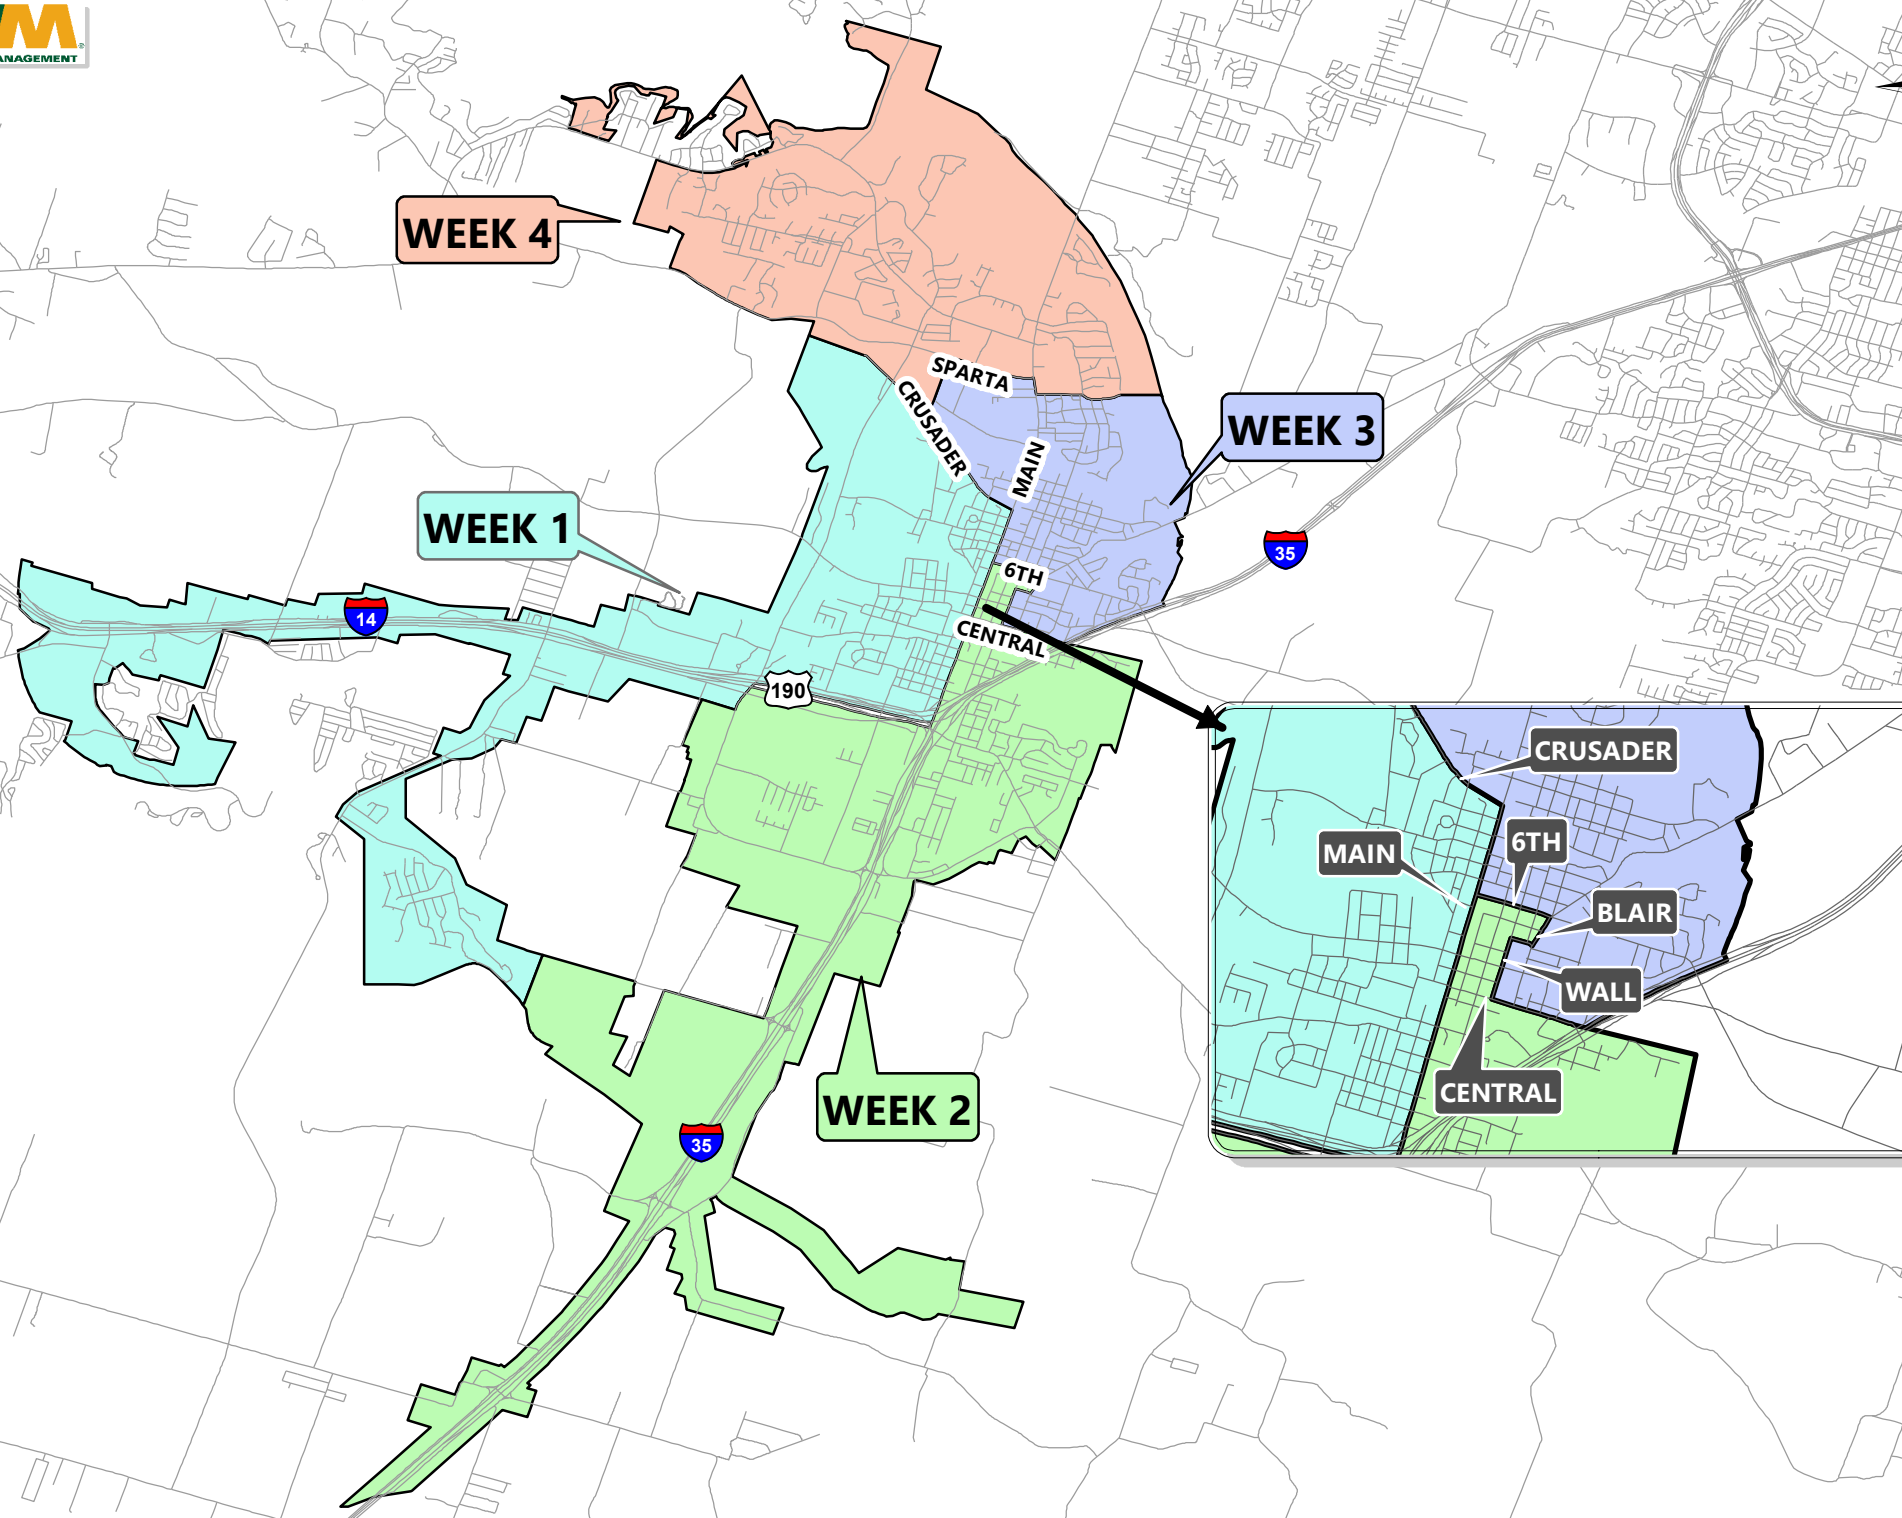 M
ANAGEMENT
WEEK 4
SPARTA
CRUSADER
WEEK 3
MAIN
WEEK 1
35
6TH
14
CENTRAL
190
CRUSADER
6TH
MAIN
BLAIR
WALL
CENTRAL
WEEK 2
35